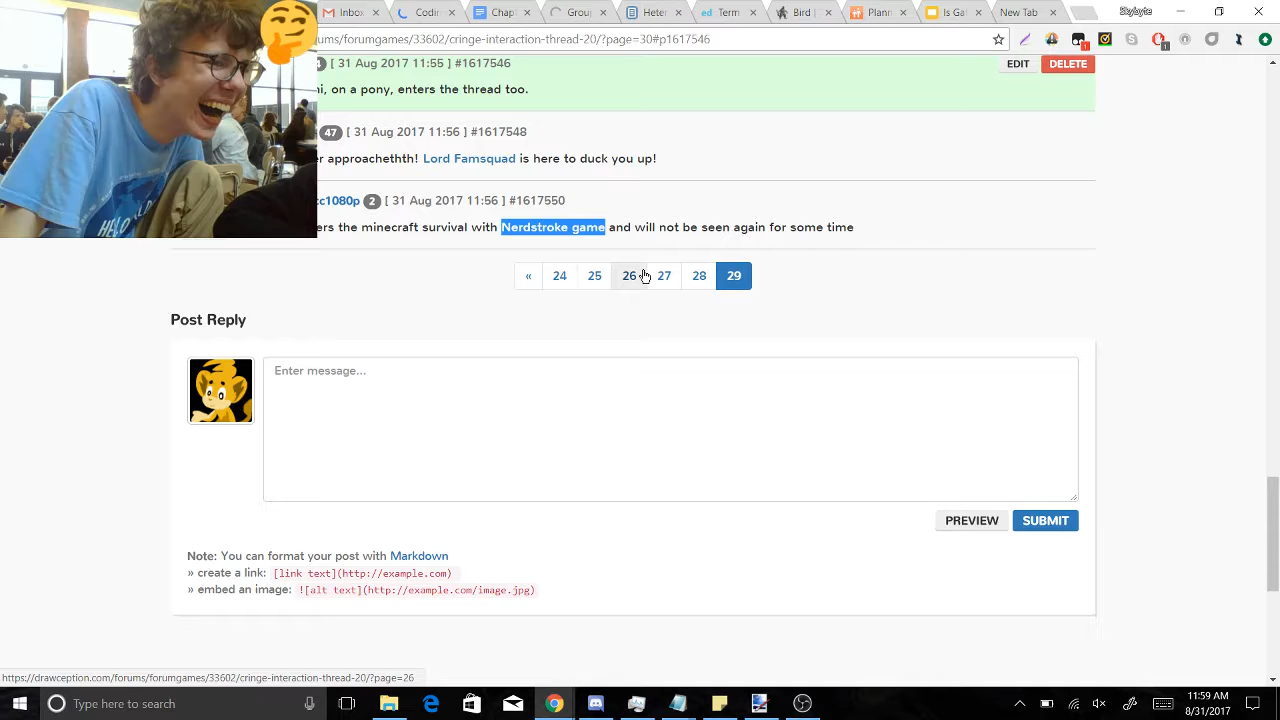 Inbox
Codin
Chap
Group
Heter
Term
Bird |
Plann
Is Ga
New Tab
Skylayte
ums/forumgames/33602/cringe-interaction-thread-20/?page=30#p1617546
[ 31 Aug 2017 11:55 ] #1617546
EDIT
DELETE
ni, on a pony, enters the thread too.
47 [ 31 Aug 2017 11:56 ] #1617548
er approachethth! Lord Famsquad is here to duck you up!
cc1080p 2 [ 31 Aug 2017 11:56 ] #1617550
ers the minecraft survival with Nerdstroke game and will not be seen again for some time
« 24 25 26 27 28 29
Post Reply
Enter message...
PREVIEW
SUBMIT
Note: You can format your post with Markdown
» create a link: [link text](http://example.com)
» embed an image: ![alt text](http://example.com/image.jpg)
https://drawception.com/forums/forumgames/33602/cringe-interaction-thread-20/?page=26
Type here to search
11:59 AM
8/31/2017